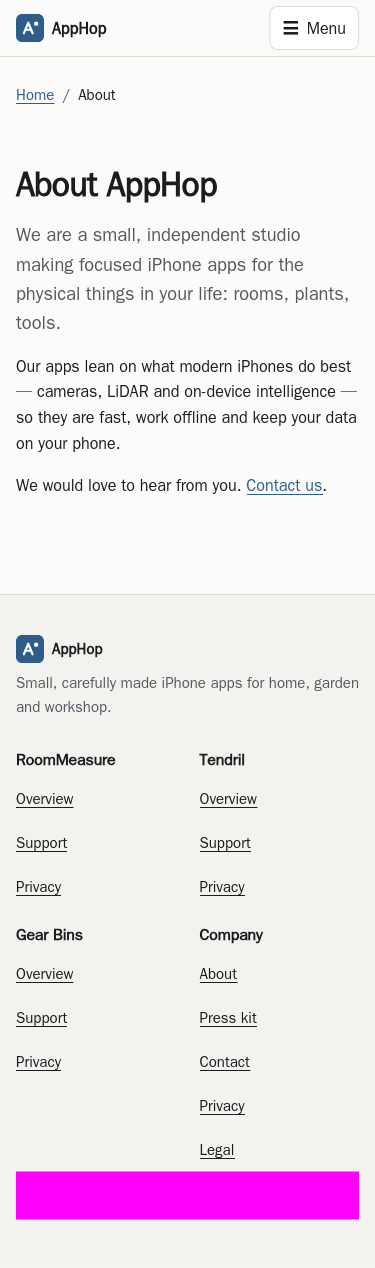 AppHop
☰ Menu
Home / About
About AppHop
We are a small, independent studio
making focused iPhone apps for the
physical things in your life: rooms, plants,
tools.
Our apps lean on what modern iPhones do best
— cameras, LiDAR and on-device intelligence —
so they are fast, work offline and keep your data
on your phone.
We would love to hear from you. Contact us.
AppHop
Small, carefully made iPhone apps for home, garden
and workshop.
RoomMeasure
Overview
Support
Privacy
Tendril
Overview
Support
Privacy
Gear Bins
Overview
Support
Privacy
Company
About
Press kit
Contact
Privacy
Legal